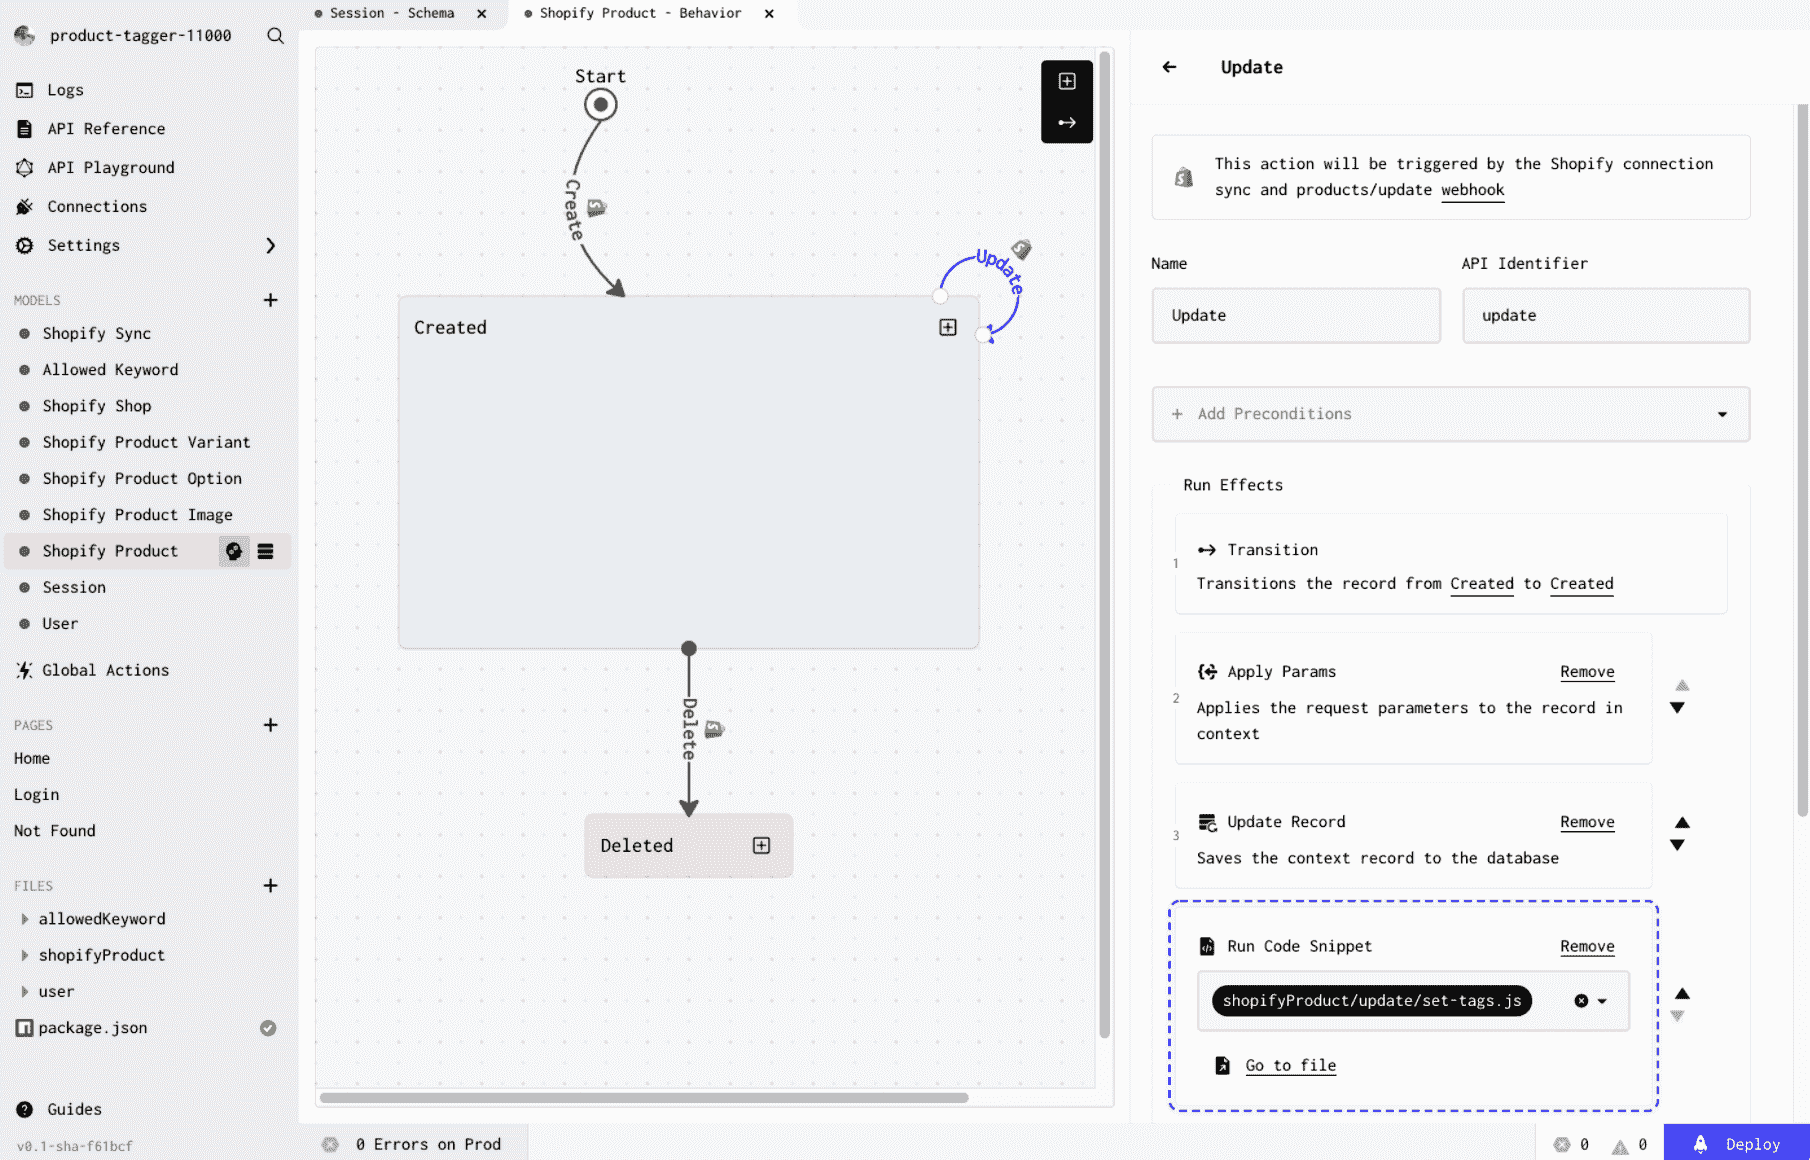 product-tagger-11000
Logs
API Reference
API Playground
Connections
Settings
MODELS
Shopify Sync
Allowed Keyword
Shopify Shop
Shopify Product Variant
Shopify Product Option
Shopify Product Image
Shopify Product
Session
User
Global Actions
PAGES
Home
Login
Not Found
FILES
allowedKeyword
shopifyProduct
user
package.json
Guides
v0.1-sha-f61bcf
Session - Schema
Shopify Product - Behavior
Start
Create
Update
Created
Delete
Deleted
0 Errors on Prod
Update
This action will be triggered by the Shopify connection
sync and products/update webhook
Name
API Identifier
Update
update
+ Add Preconditions
Run Effects
1
Transition
Transitions the record from Created to Created
2
Apply Params
Remove
Applies the request parameters to the record in
context
3
Update Record
Remove
Saves the context record to the database
Run Code Snippet
Remove
shopifyProduct/update/set-tags.js
Go to file
0
0
Deploy